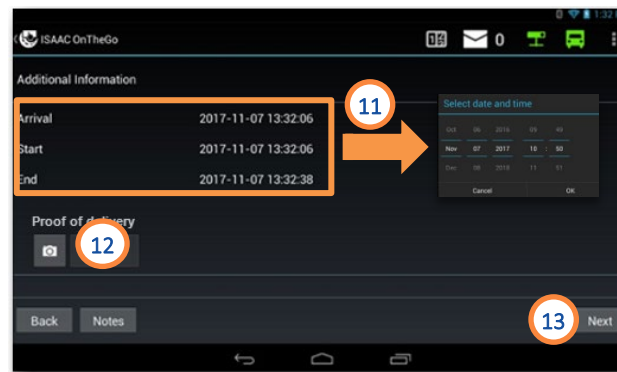 1:32
ISAAC OnTheGo
0
Additional Information
Arrival 2017-11-07 13:32:06
Start 2017-11-07 13:32:06
End 2017-11-07 13:32:38
11
Select date and time
Oct 06 2016 09 49
Nov 07 2017 10 : 50
Dec 08 2018 11 51
Cancel OK
Proof of delivery
12
13
Back Notes Next